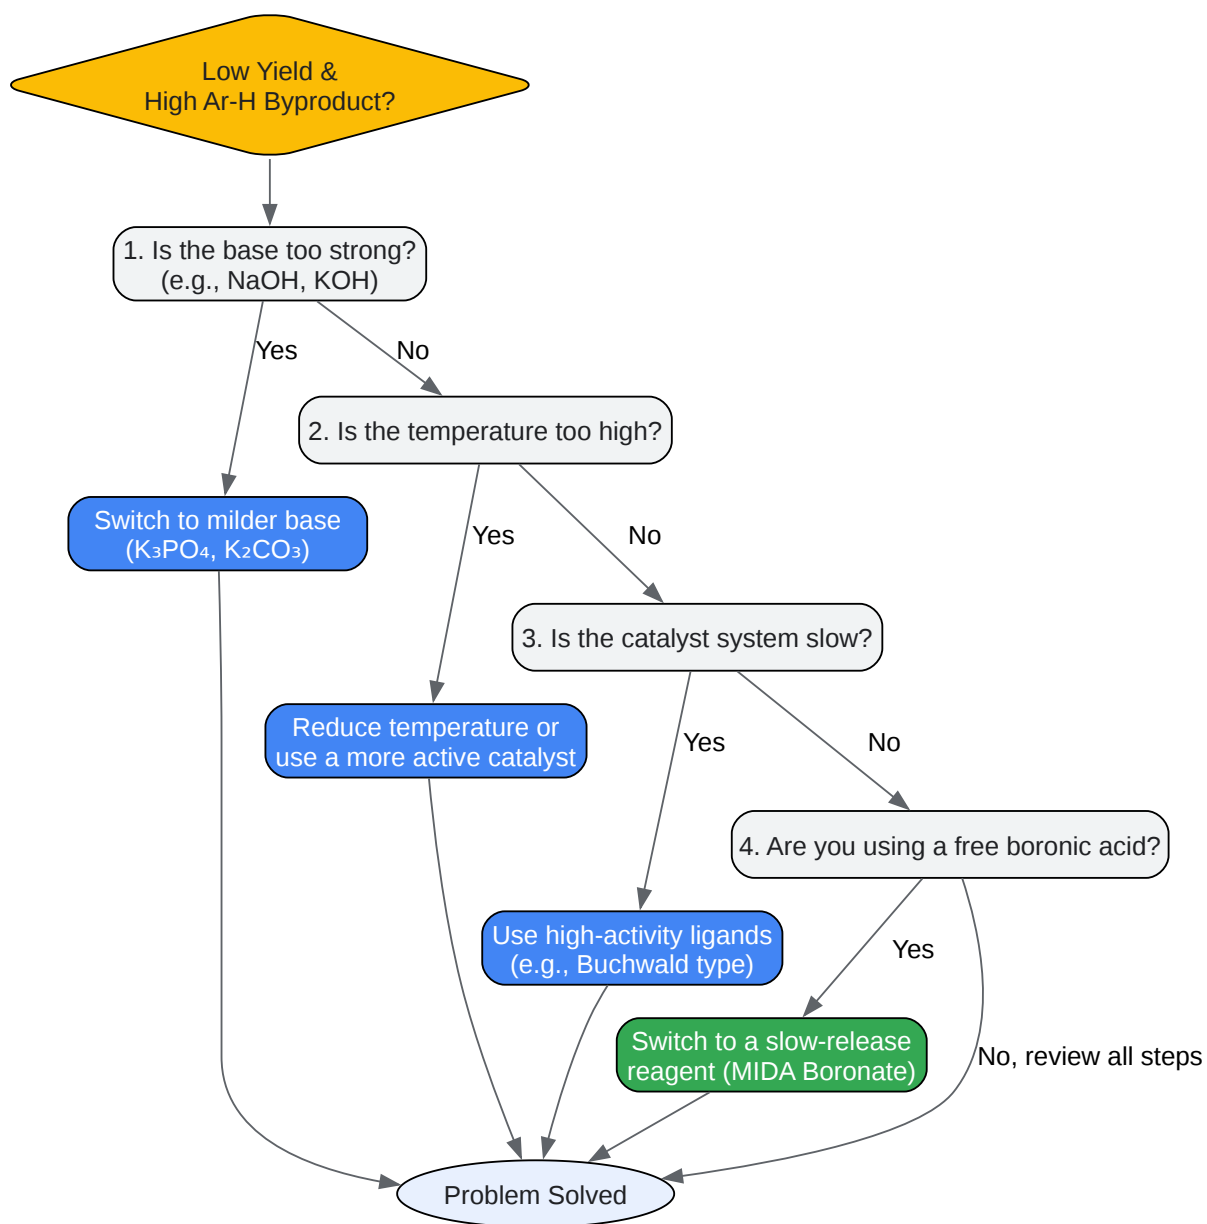 Low Yield &
High Ar-H Byproduct?
1. Is the base too strong?
(e.g., NaOH, KOH)
Yes
No
2. Is the temperature too high?
Switch to milder base
(K₃PO₄, K₂CO₃)
Yes
No
3. Is the catalyst system slow?
Reduce temperature or
use a more active catalyst
Yes
No
4. Are you using a free boronic acid?
Use high-activity ligands
(e.g., Buchwald type)
Yes
Switch to a slow-release
reagent (MIDA Boronate)
No, review all steps
Problem Solved